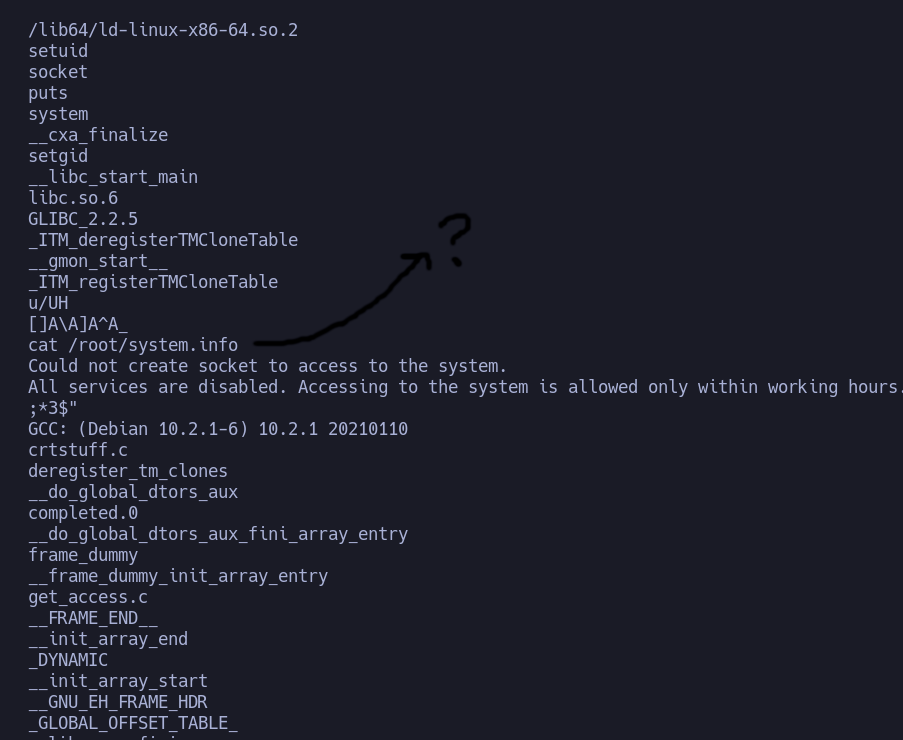 /lib64/ld-linux-x86-64.so.2
setuid
socket
puts
system
__cxa_finalize
setgid
__libc_start_main
libc.so.6
GLIBC_2.2.5
_ITM_deregisterTMCloneTable
?
__gmon_start__
_ITM_registerTMCloneTable
u/UH
[]A\A]A^A_
cat /root/system.info
Could not create socket to access to the system.
All services are disabled. Accessing to the system is allowed only within working hours.
;*3$"
GCC: (Debian 10.2.1-6) 10.2.1 20210110
crtstuff.c
deregister_tm_clones
__do_global_dtors_aux
completed.0
__do_global_dtors_aux_fini_array_entry
frame_dummy
__frame_dummy_init_array_entry
get_access.c
__FRAME_END__
__init_array_end
_DYNAMIC
__init_array_start
__GNU_EH_FRAME_HDR
_GLOBAL_OFFSET_TABLE_